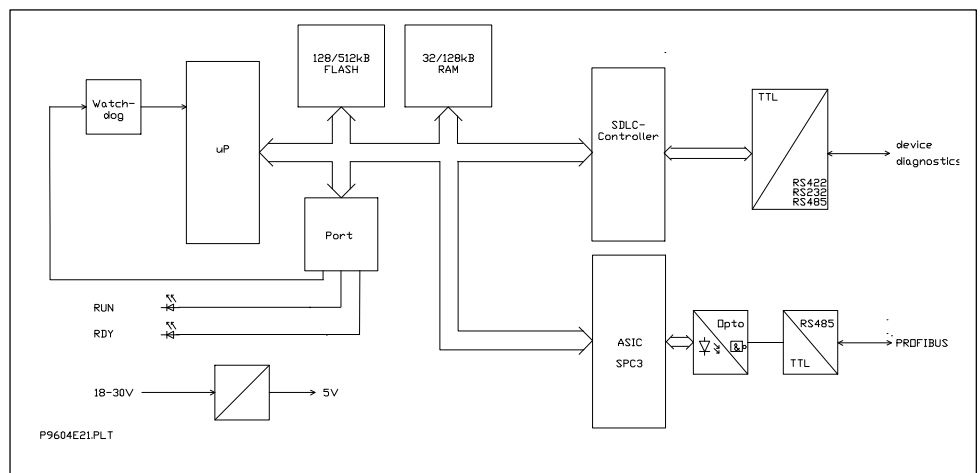 128/512kB
FLASH
32/128kB
RAM
Watch-
dog
uP
SDLC-
Controller
TTL
RS422
RS232
RS485
device
diagnostics
Port
RUN
RDY
ASIC
SPC3
Opto
&
RS485
TTL
PROFIBUS
18-30V
5V
P9604E21.PLT